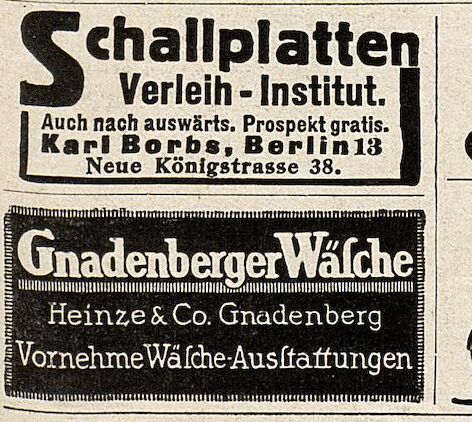 Schallplatten
Verleih-Institut.
Auch nach auswärts. Prospekt gratis.
Karl Borbs, Berlin 13
Neue Königstrasse 38.
Gnadenberger Wäſche
Heinze & Co. Gnadenberg
Vornehme Wäſche-Ausſtattungen